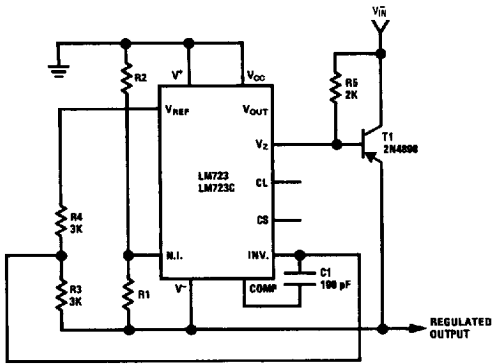 VIN-
V+
VCC
R2
R5
2K
VREF
VOUT
T1
2N4898
VZ
LM723
LM723C
CL
R4
3K
CS
N.I.
INV.
C1
100 pF
R3
3K
R1
V-
COMP
REGULATED
OUTPUT